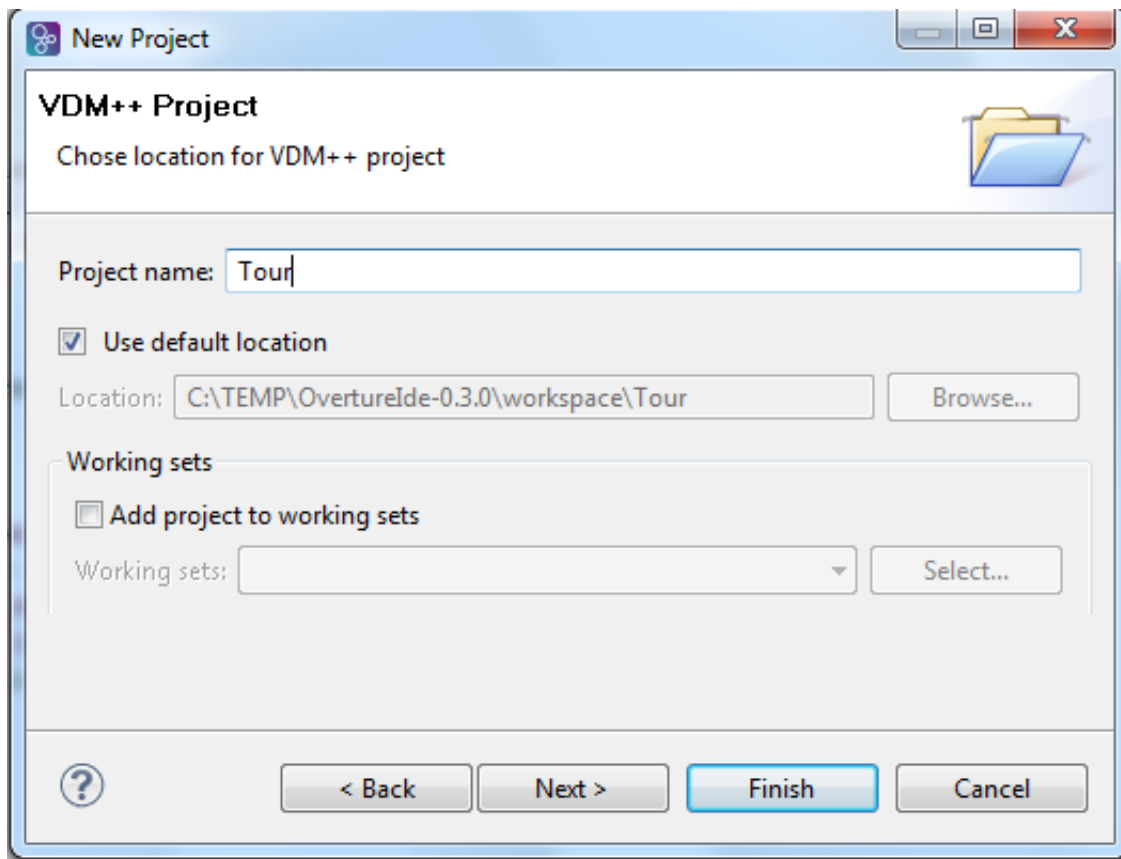 New Project
VDM++ Project
Chose location for VDM++ project
Project name: Tour
Use default location
Location: C:\TEMP\OvertureIde-0.3.0\workspace\Tour Browse...
Working sets
Add project to working sets
Working sets: Select...
? < Back Next > Finish Cancel